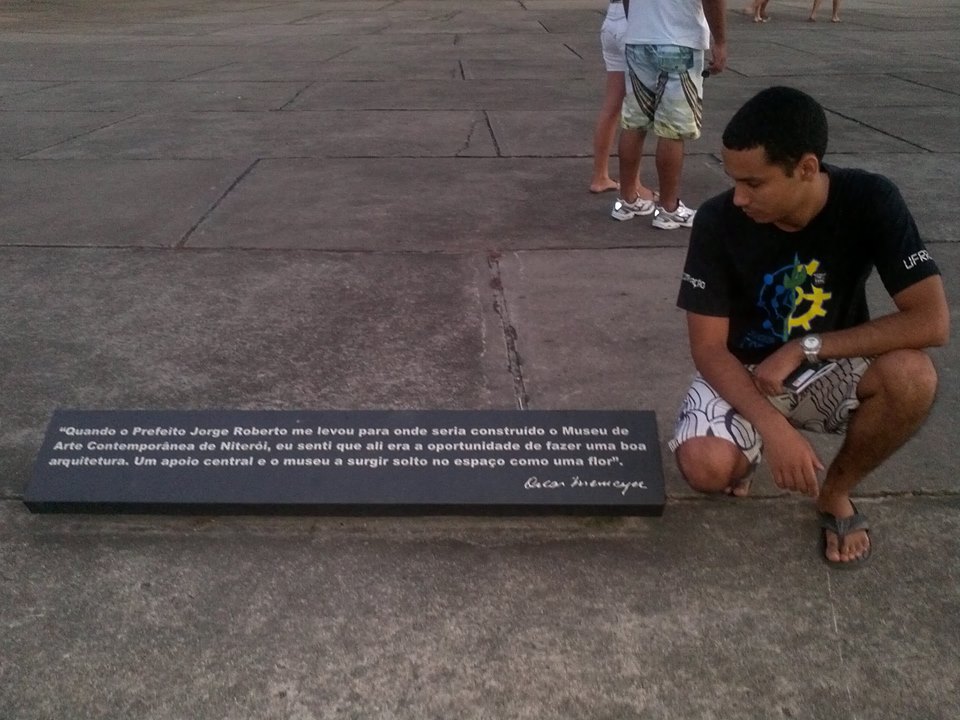 "Quando o Prefeito Jorge Roberto me levou para onde seria construído o Museu de
Arte Contemporânea de Niterói, eu senti que ali era a oportunidade de fazer uma boa
arquitetura. Um apoio central e o museu a surgir solto no espaço como uma flor".
Oscar Niemeyer